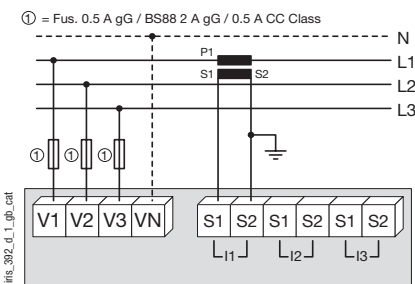 ① = Fus. 0.5 A gG / BS88 2 A gG / 0.5 A CC Class
N
P1
L1
S1 S2
L2
L3
① ① ①
V1 V2 V3 VN S1 S2 S1 S2 S1 S2
I1 I2 I3
iris_392_d_1_gb_cat